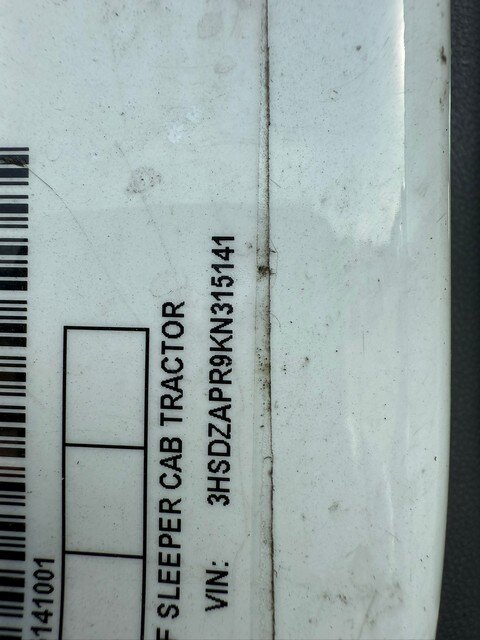 141001
SLEEPER CAB TRACTOR
VIN: 3HSDZAPR9KN315141